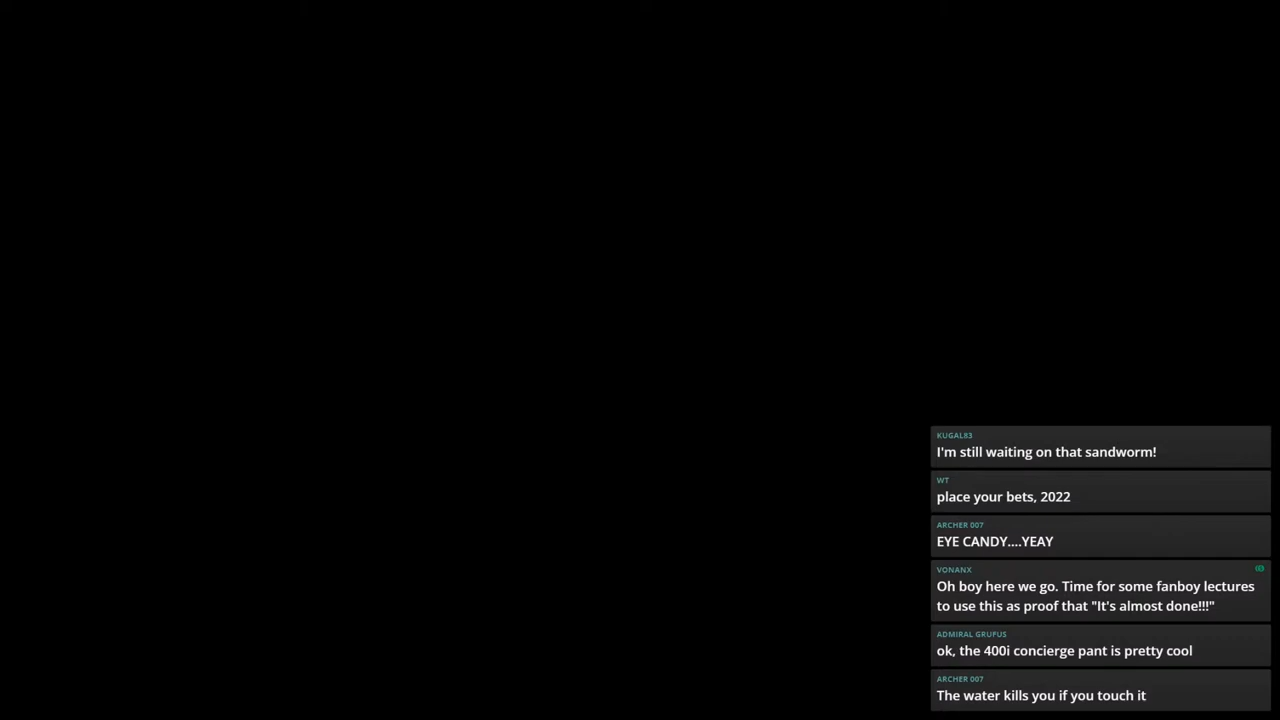 KUGAL83
I'm still waiting on that sandworm!
WT
place your bets, 2022
ARCHER 007
EYE CANDY....YEAY
VONANX
Oh boy here we go. Time for some fanboy lectures
to use this as proof that "It's almost done!!!"
ADMIRAL GRUFUS
ok, the 400i concierge pant is pretty cool
ARCHER 007
The water kills you if you touch it